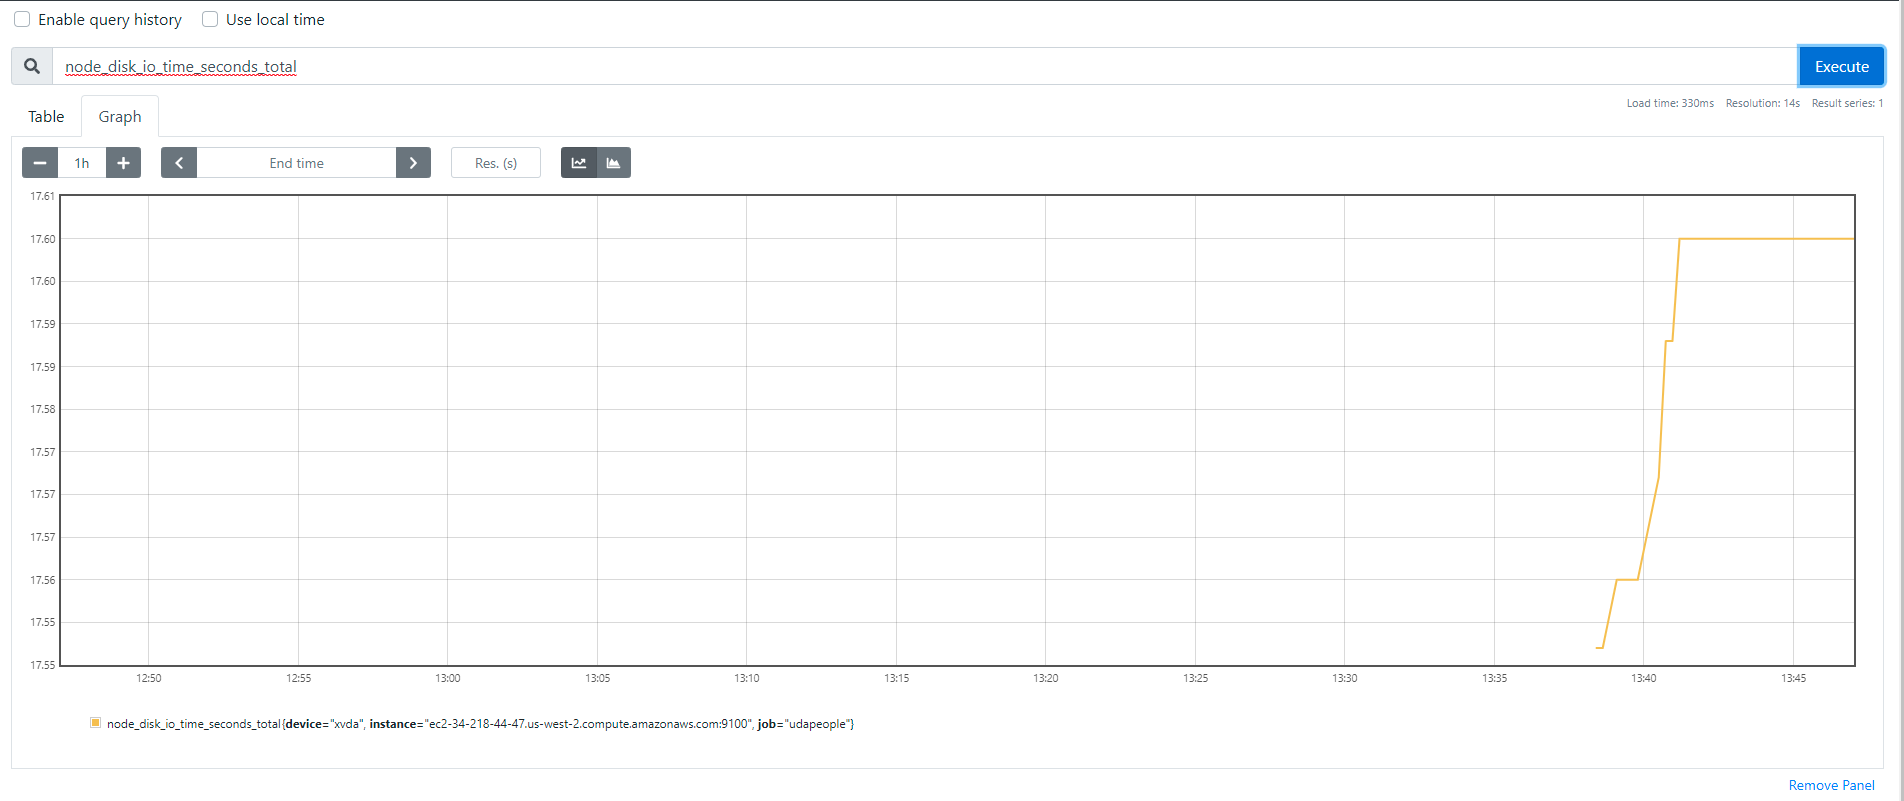 Enable query history Use local time
node_disk_io_time_seconds_total Execute
Load time: 330ms Resolution: 14s Result series: 1
Table Graph
1h End time Res. (s)
17.61
17.60
17.60
17.59
17.59
17.58
17.57
17.57
17.57
17.56
17.55
17.55
12:50 12:55 13:00 13:05 13:10 13:15 13:20 13:25 13:30 13:35 13:40 13:45
node_disk_io_time_seconds_total{device="xvda", instance="ec2-34-218-44-47.us-west-2.compute.amazonaws.com:9100", job="udapeople"}
Remove Panel